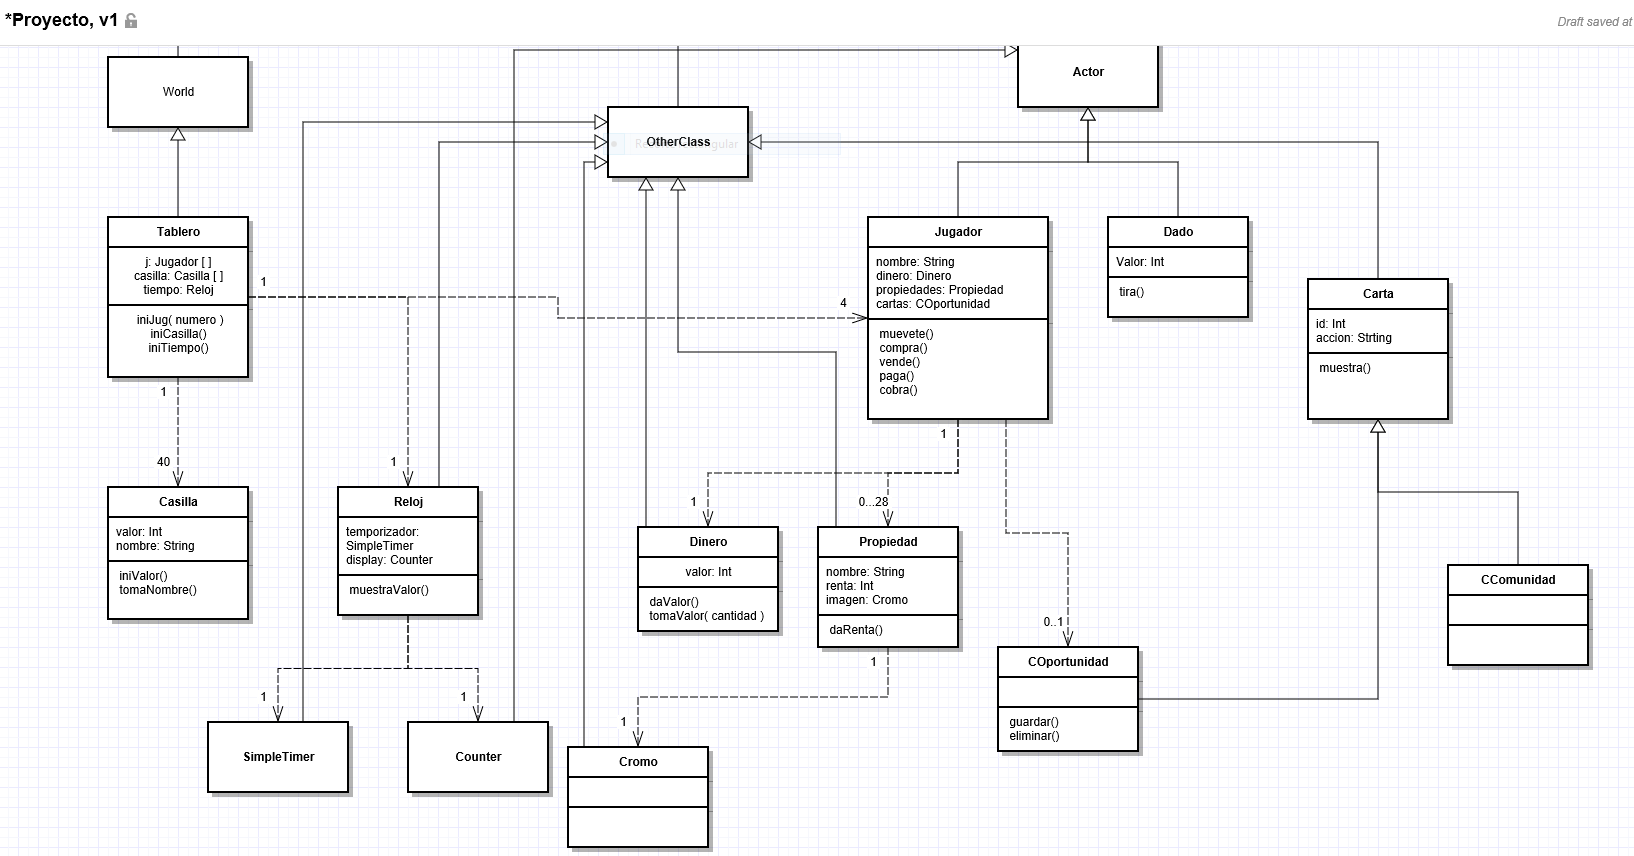 *Proyecto, v1
Draft saved at
World
OtherClass
Actor
Tablero
j: Jugador [ ]
casilla: Casilla [ ]
tiempo: Reloj
iniJug( numero )
iniCasilla()
iniTiempo()
1
4
Jugador
nombre: String
dinero: Dinero
propiedades: Propiedad
cartas: COportunidad
muevete()
compra()
vende()
paga()
cobra()
Dado
Valor: Int
tira()
Carta
id: Int
accion: Strting
muestra()
1
40
1
Casilla
valor: Int
nombre: String
iniValor()
tomaNombre()
Reloj
temporizador:
SimpleTimer
display: Counter
muestraValor()
1
1
0...28
0..1
Dinero
valor: Int
daValor()
tomaValor( cantidad )
Propiedad
nombre: String
renta: Int
imagen: Cromo
daRenta()
CComunidad
COportunidad
guardar()
eliminar()
1
1
SimpleTimer
Counter
1
1
Cromo